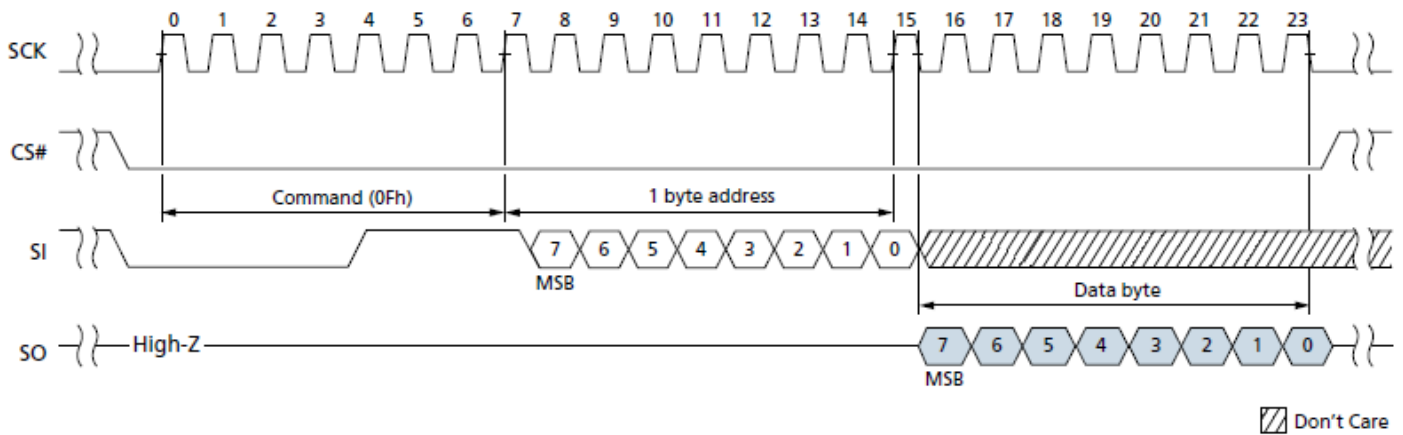 0 1 2 3 4 5 6 7 8 9 10 11 12 13 14 15 16 17 18 19 20 21 22 23
SCK
CS#
Command (0Fh) 1 byte address
SI 7 6 5 4 3 2 1 0
MSB
Data byte
SO High-Z 7 6 5 4 3 2 1 0
MSB
Don't Care